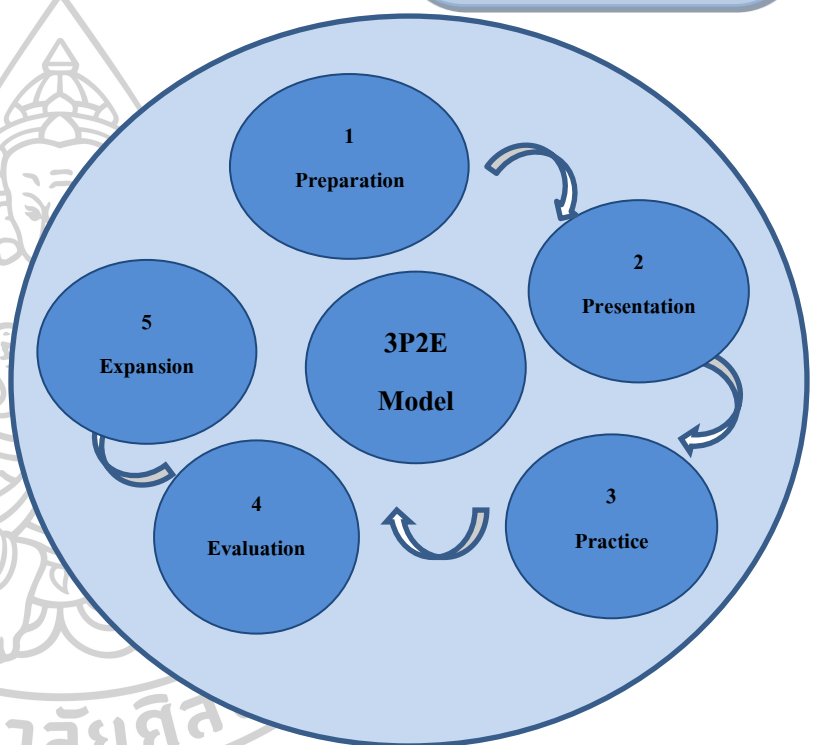 1
Preparation
2
Presentation
3P2E
Model
3
Practice
4
Evaluation
5
Expansion